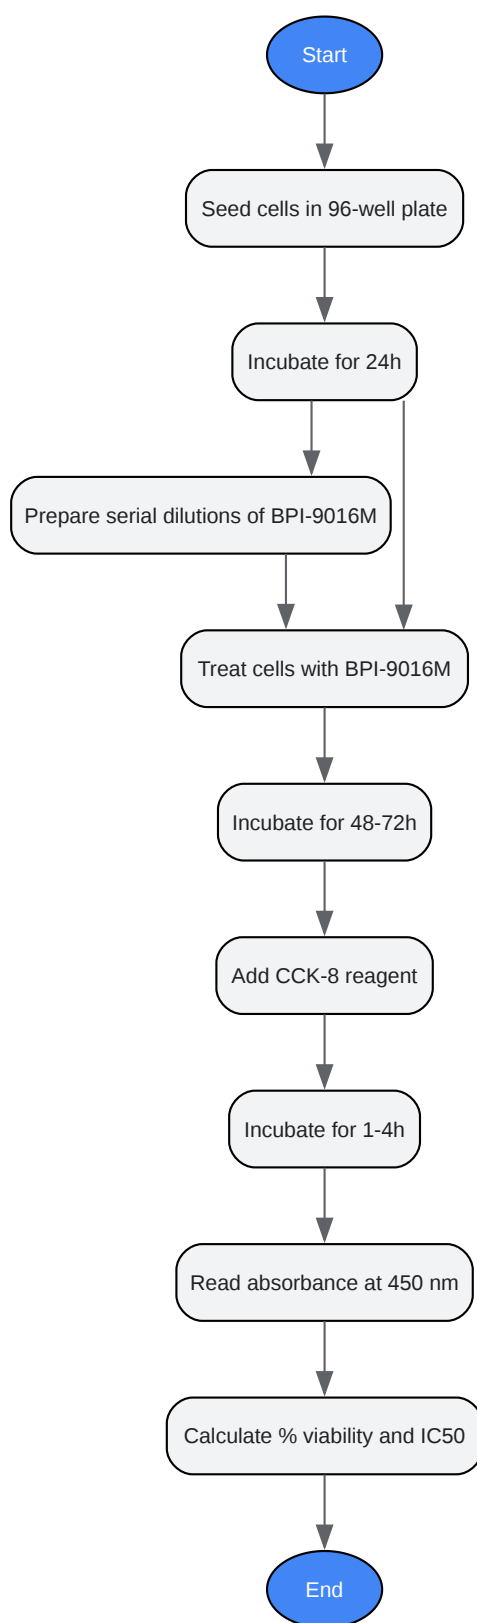 Start
Seed cells in 96-well plate
Incubate for 24h
Prepare serial dilutions of BPI-9016M
Treat cells with BPI-9016M
Incubate for 48-72h
Add CCK-8 reagent
Incubate for 1-4h
Read absorbance at 450 nm
Calculate % viability and IC50
End